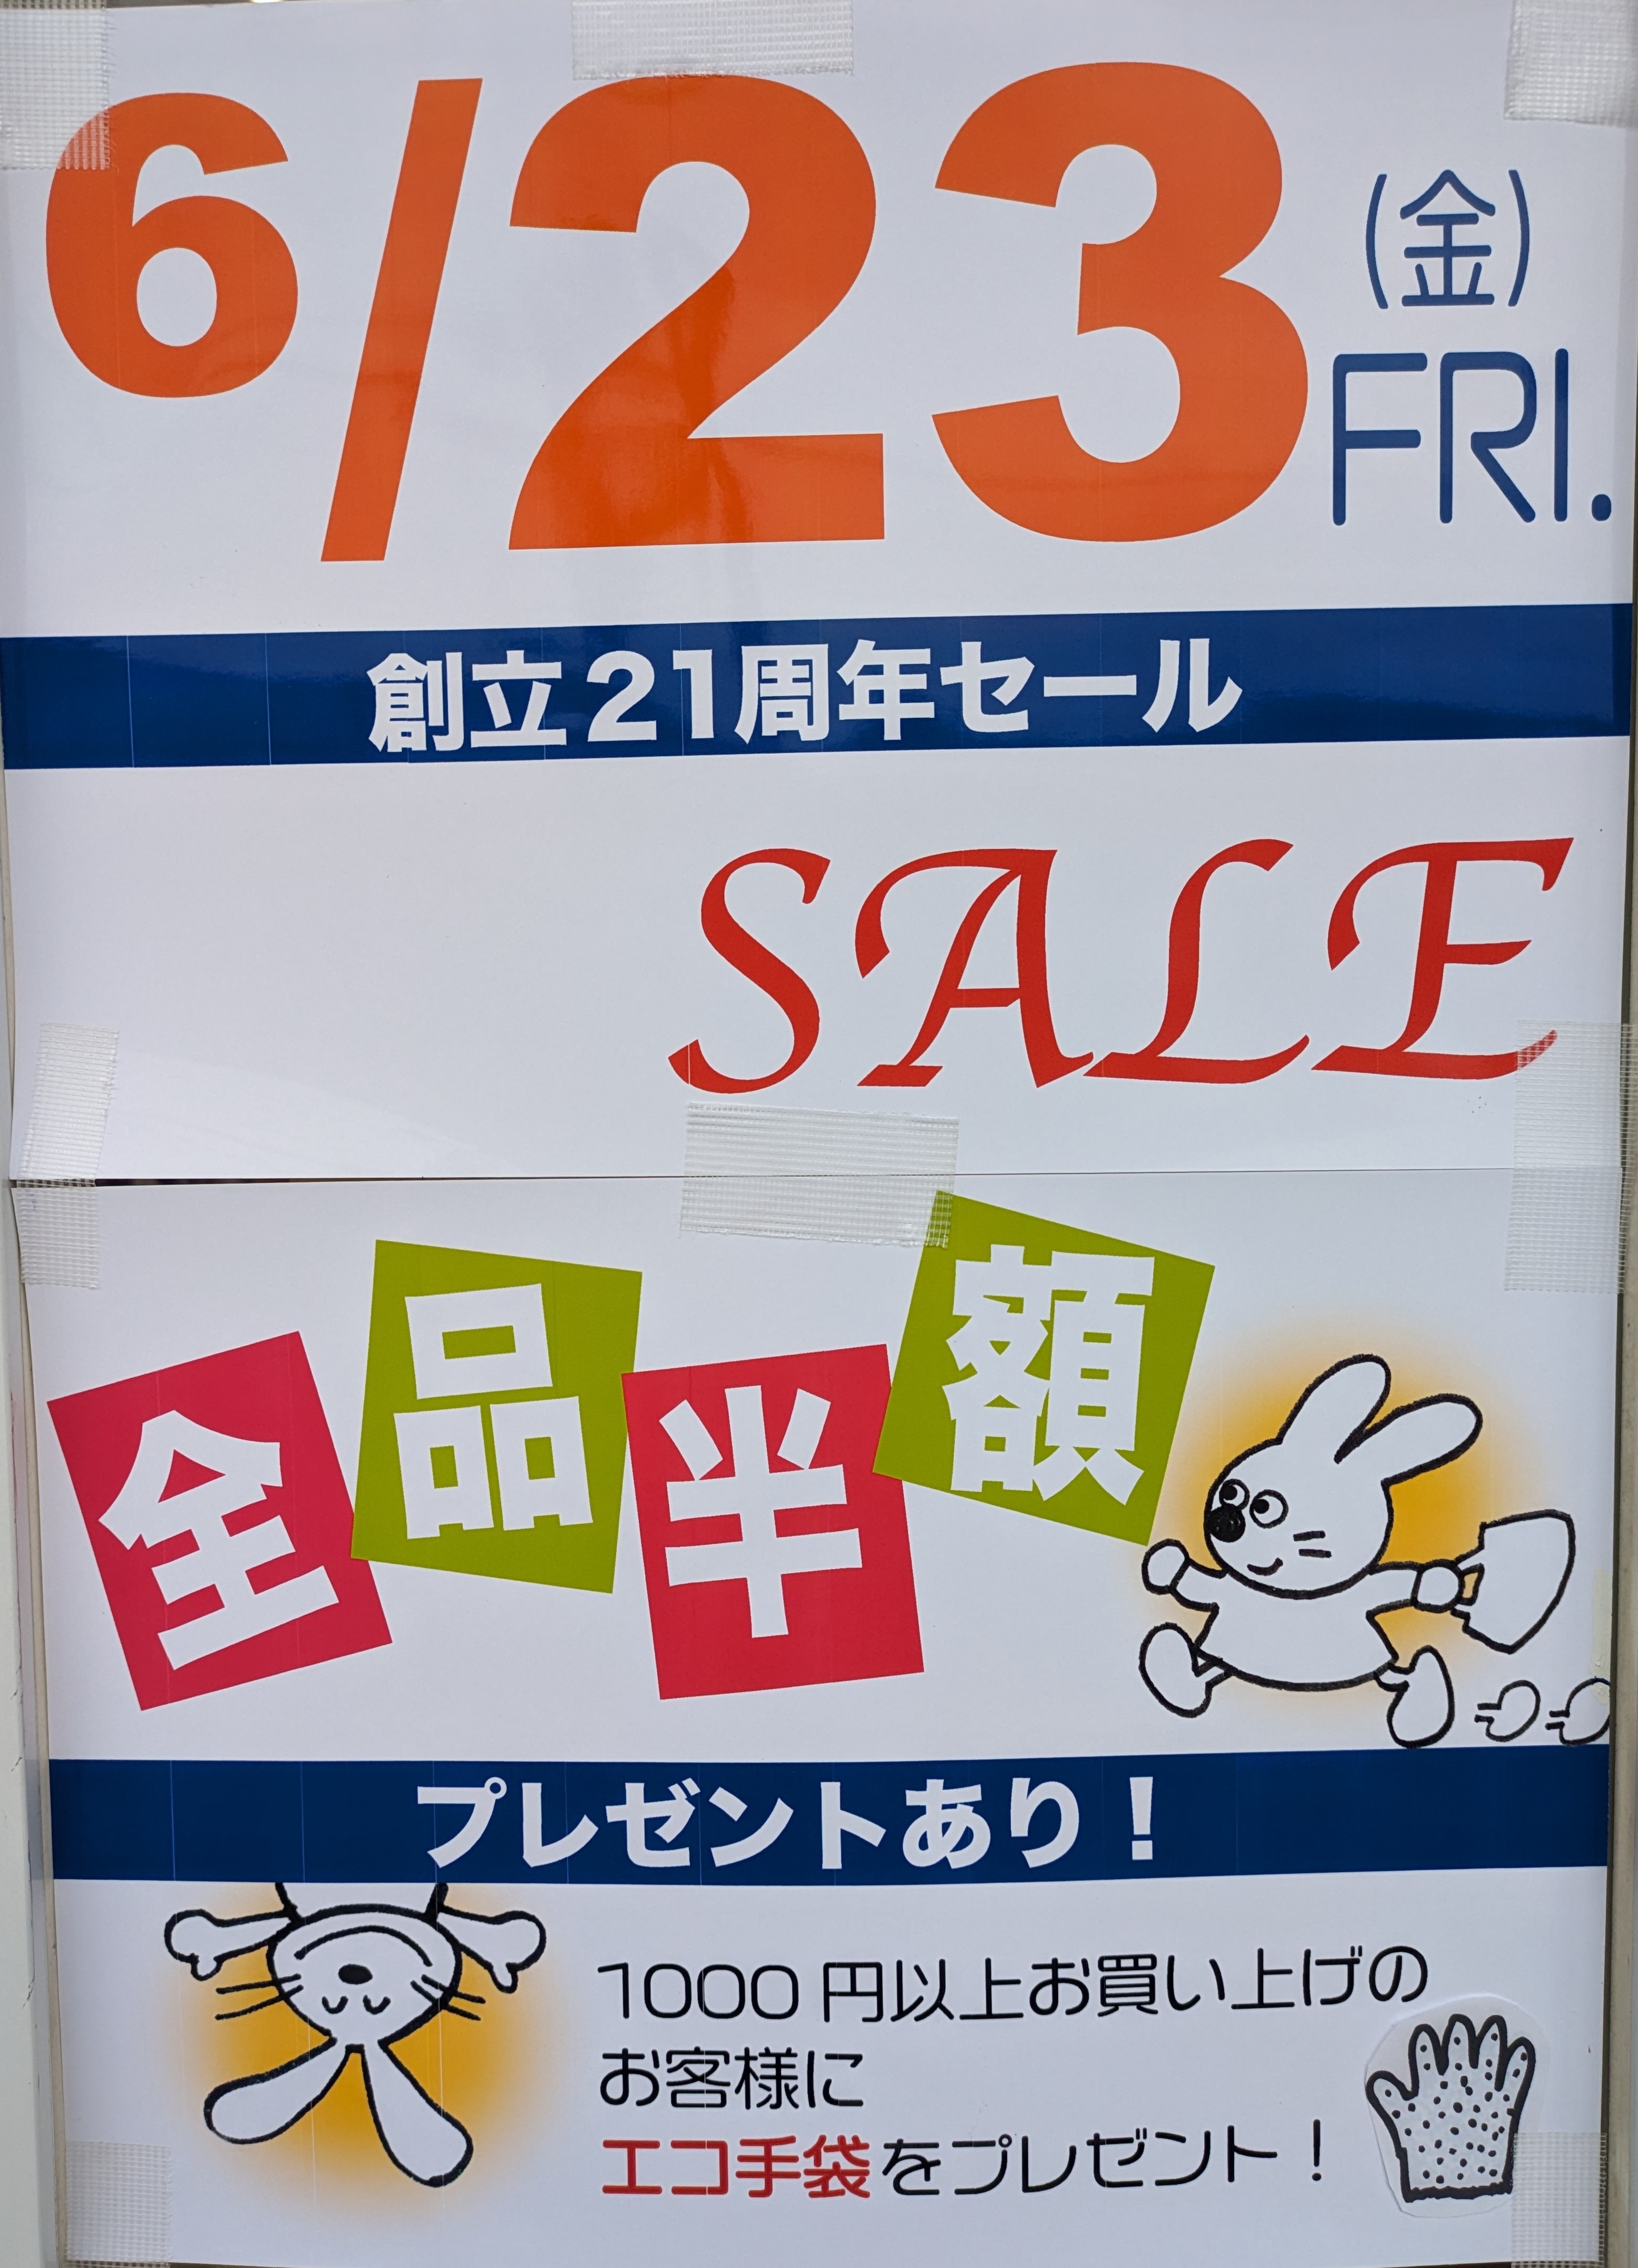 6/23
(金)
FRI.
創立21周年セール
SALE
全品半額
プレゼントあり！
1000円以上お買い上げの
お客様に
エコ手袋をプレゼント！